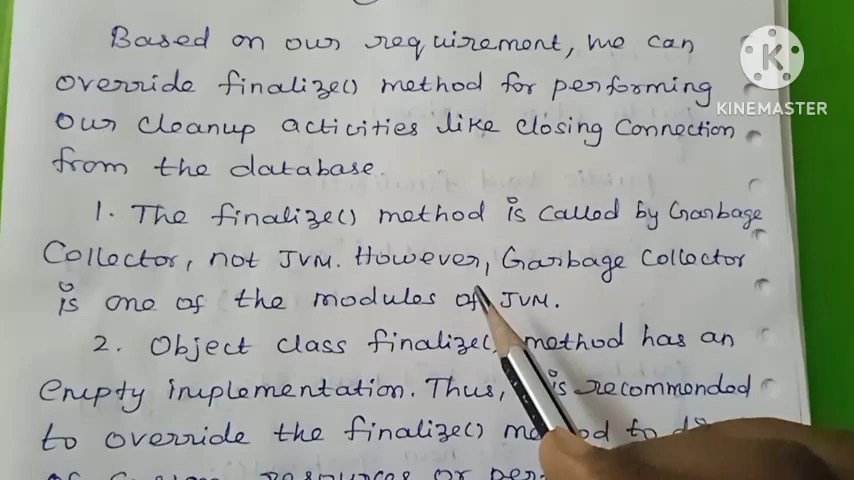 Based on our requirement, we can
override finalize() method for performing
our cleanup activities like closing connection
from the database.
1. The finalize() method is called by Garbage
Collector, not JVM. However, Garbage Collector
is one of the modules of JVM.
2. Object class finalize() method has an
empty implementation. Thus, is recommended
to override the finalize() to
of resources or
K
KINEMASTER